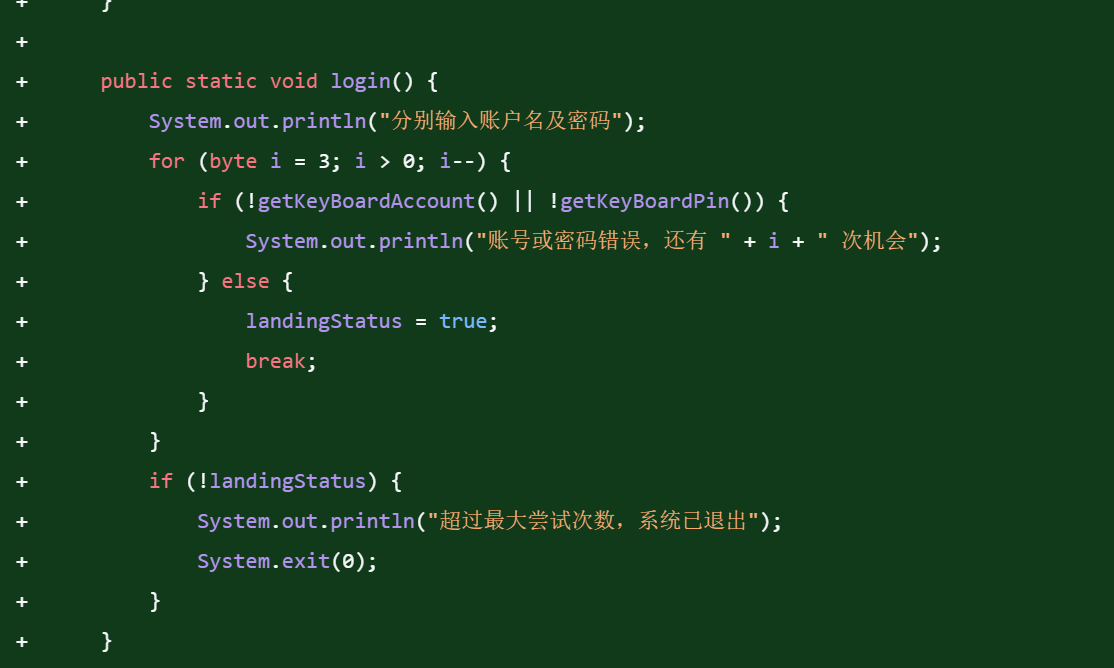 +      }
+
+      public static void login() {
+          System.out.println("分别输入账户名及密码");
+          for (byte i = 3; i > 0; i--) {
+              if (!getKeyBoardAccount() || !getKeyBoardPin()) {
+                  System.out.println("账号或密码错误，还有 " + i + " 次机会");
+              } else {
+                  landingStatus = true;
+                  break;
+              }
+          }
+          if (!landingStatus) {
+              System.out.println("超过最大尝试次数，系统已退出");
+              System.exit(0);
+          }
+      }